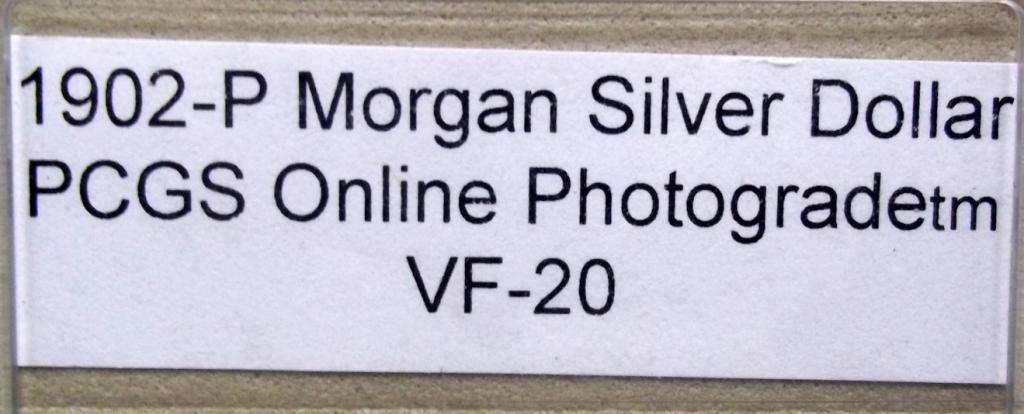 1902-P Morgan Silver Dollar
PCGS Online Photogradetm
VF-20